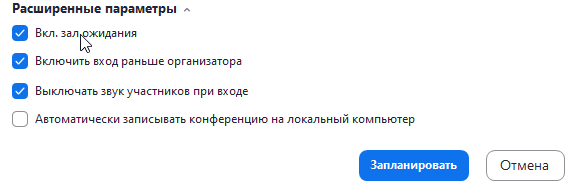 Расширенные параметры
Вкл. зал ожидания
Включить вход раньше организатора
Выключать звук участников при входе
Автоматически записывать конференцию на локальный компьютер
Запланировать Отмена